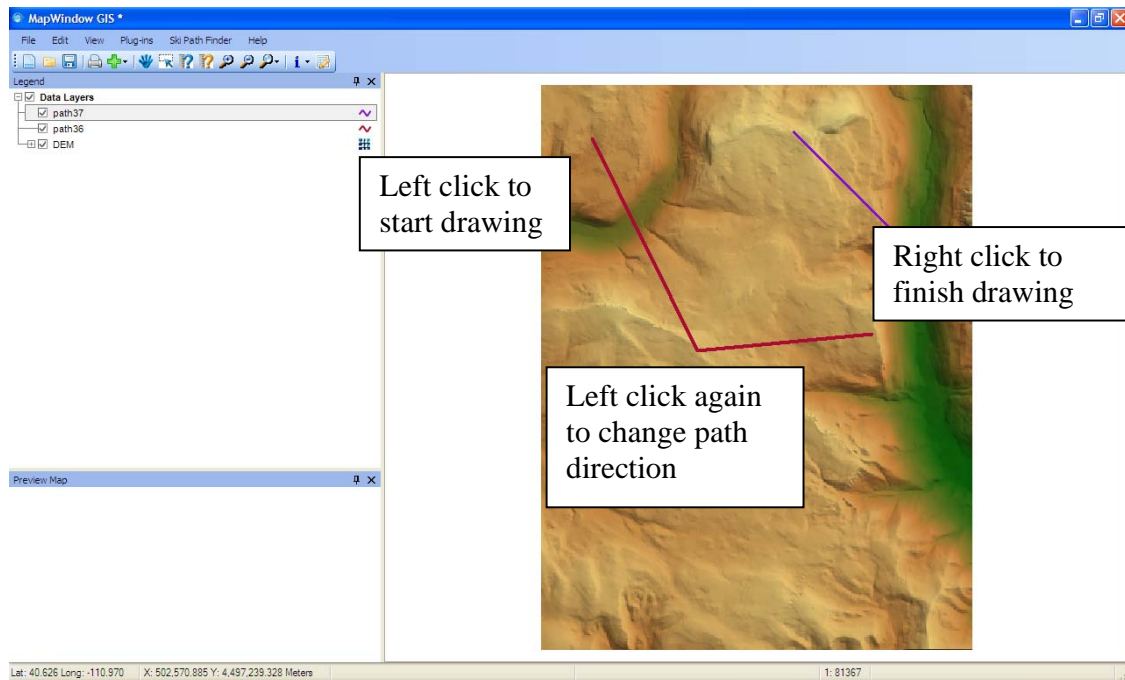 MapWindow GIS *
File Edit View Plug-ins Ski Path Finder Help
Legend
Data Layers
path37
path36
DEM
Left click to
start drawing
Right click to
finish drawing
Left click again
to change path
direction
Preview Map
Lat: 40.626 Long: -110.970 X: 502,570.885 Y: 4,497,239.328 Meters 1: 81367